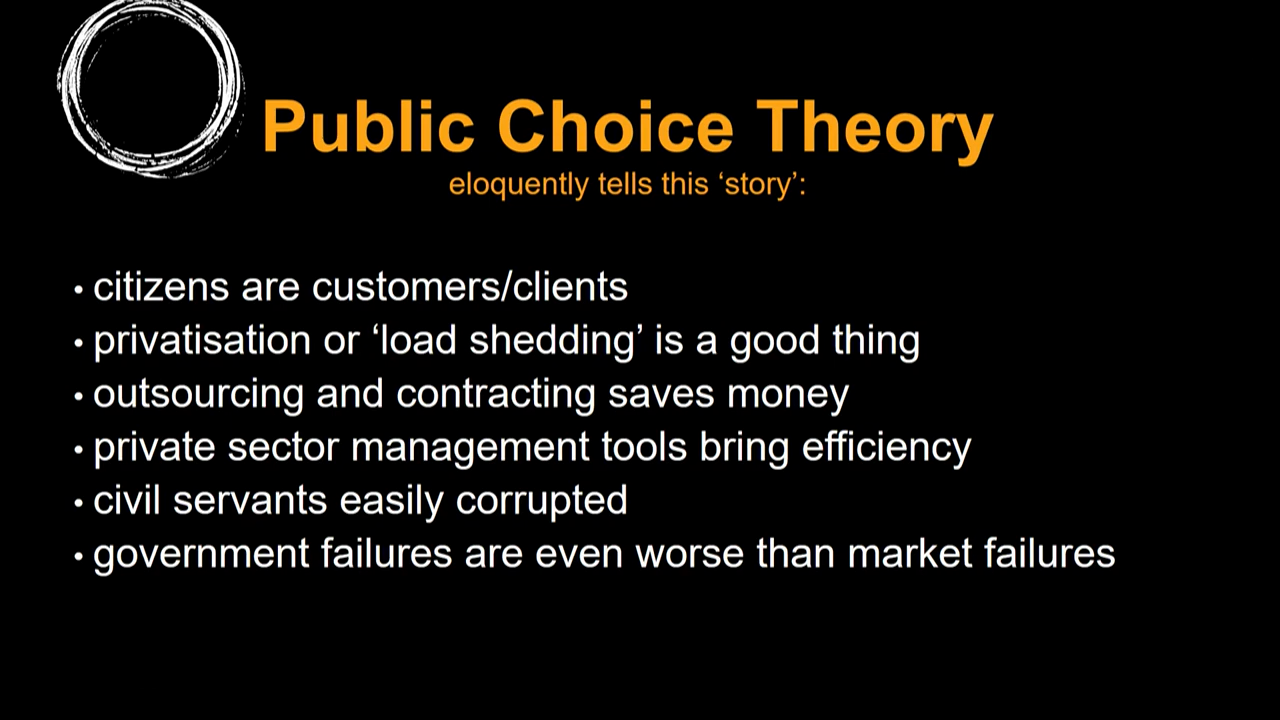 Public Choice Theory
eloquently tells this ‘story’:
• citizens are customers/clients
• privatisation or ‘load shedding’ is a good thing
• outsourcing and contracting saves money
• private sector management tools bring efficiency
• civil servants easily corrupted
• government failures are even worse than market failures